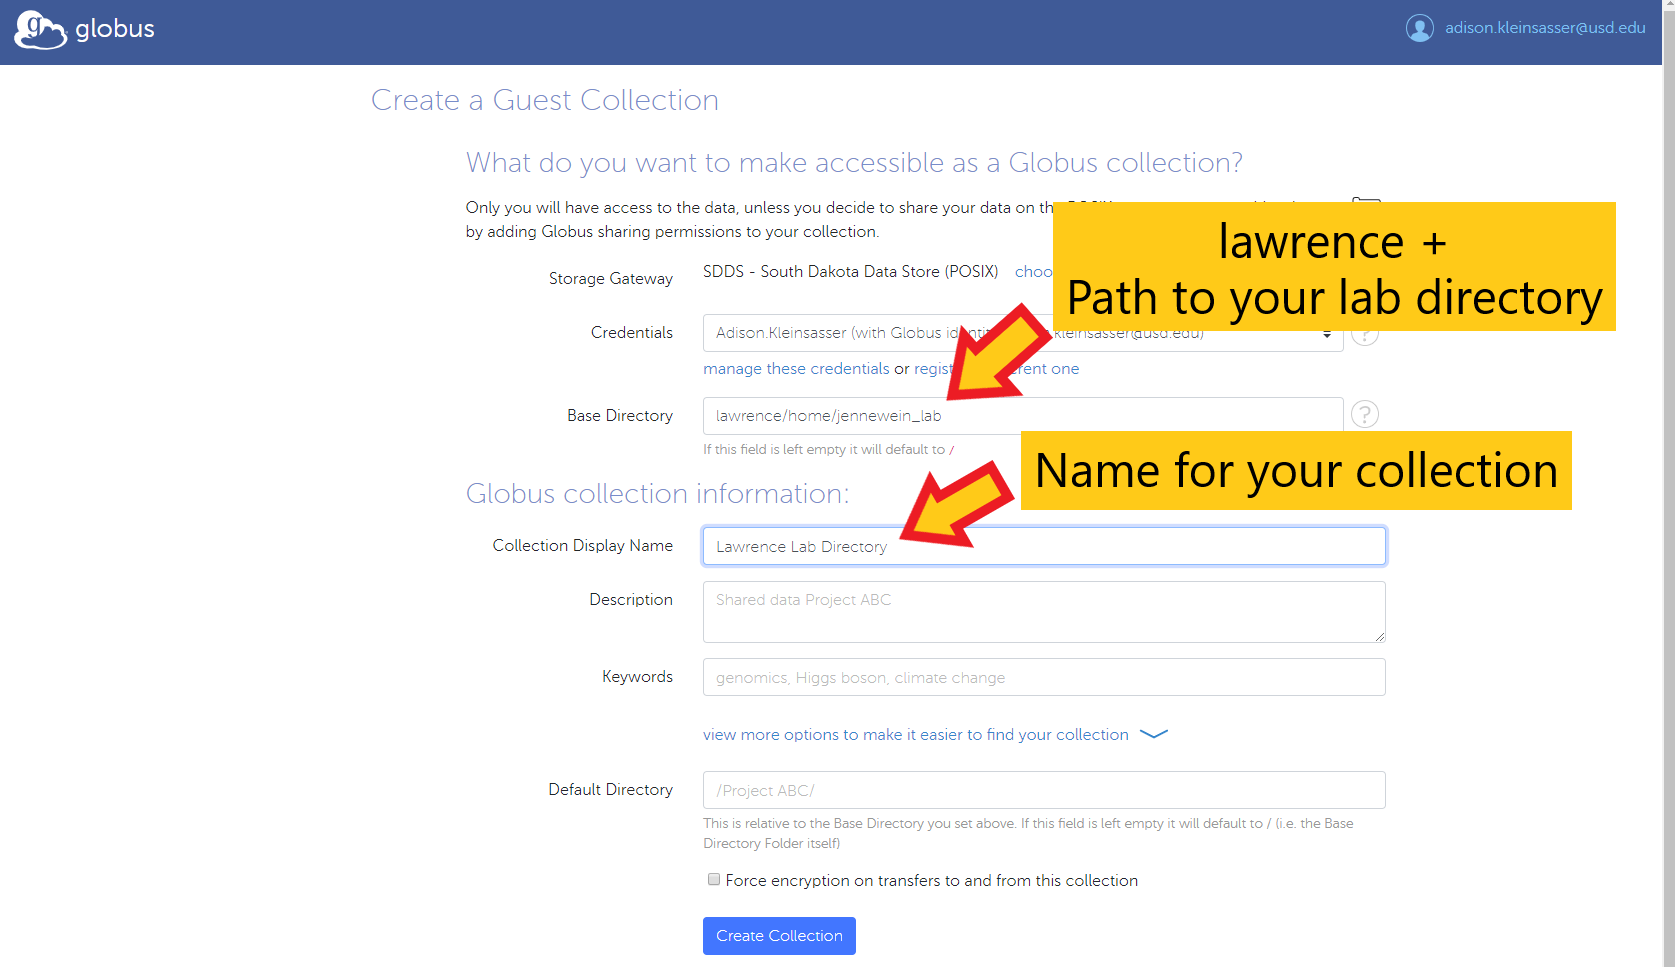 globus
adison.kleinsasser@usd.edu
Create a Guest Collection
What do you want to make accessible as a Globus collection?
Only you will have access to the data, unless you decide to share your data on th
by adding Globus sharing permissions to your collection.
lawrence +
Path to your lab directory
Storage Gateway
SDDS - South Dakota Data Store (POSIX) choo
Credentials
Adison.Kleinsasser (with Globus identi kleinsasser@usd.edu)
manage these credentials or regist erent one
Base Directory
lawrence/home/jennewein_lab
If this field is left empty it will default to /
Name for your collection
Globus collection information:
Collection Display Name
Lawrence Lab Directory
Description
Shared data Project ABC
Keywords
genomics, Higgs boson, climate change
view more options to make it easier to find your collection
Default Directory
/Project ABC/
This is relative to the Base Directory you set above. If this field is left empty it will default to / (i.e. the Base
Directory Folder itself)
Force encryption on transfers to and from this collection
Create Collection